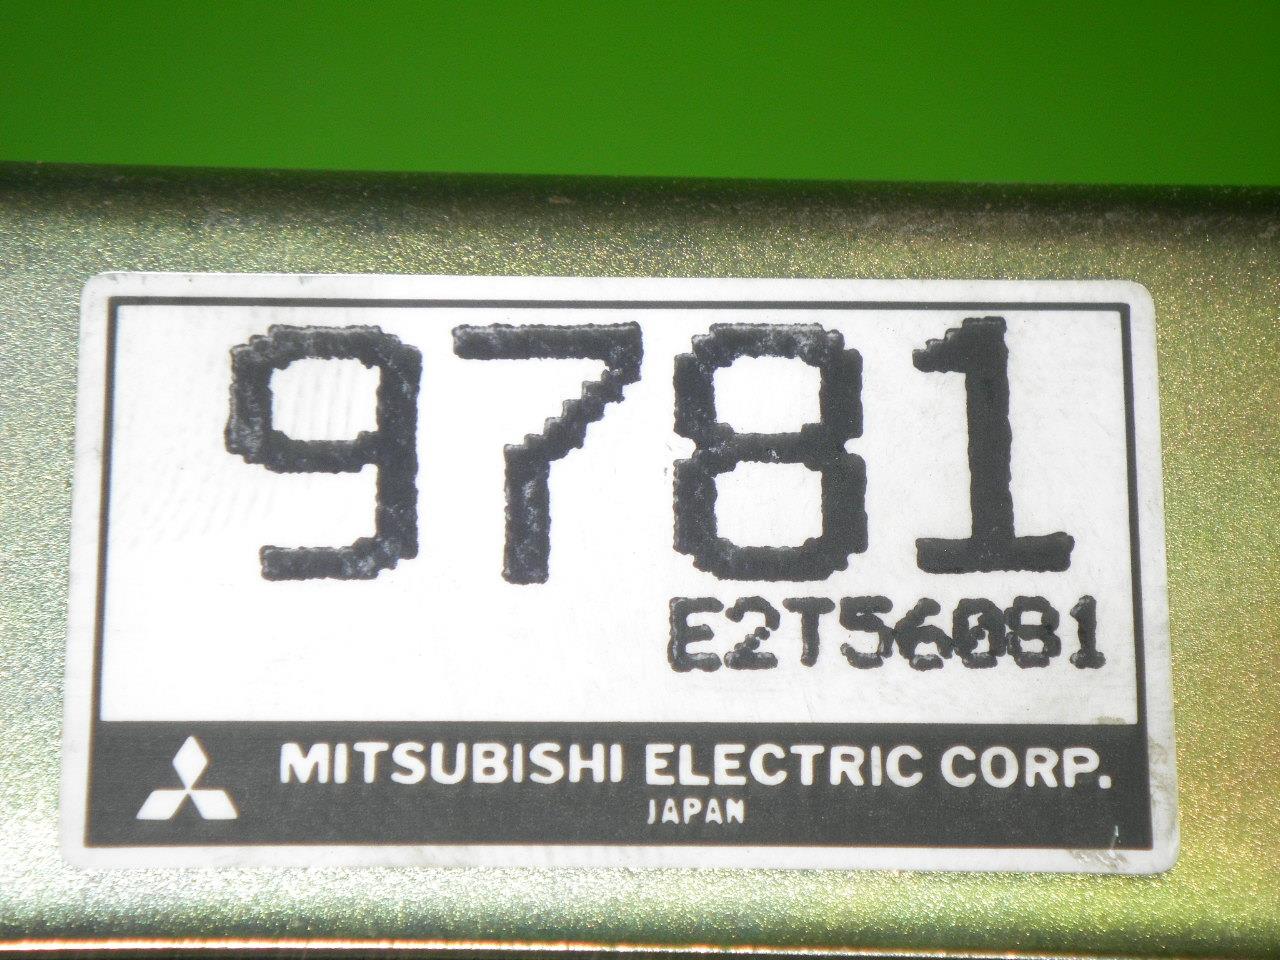 9781
E2T56081
MITSUBISHI ELECTRIC CORP.
JAPAN